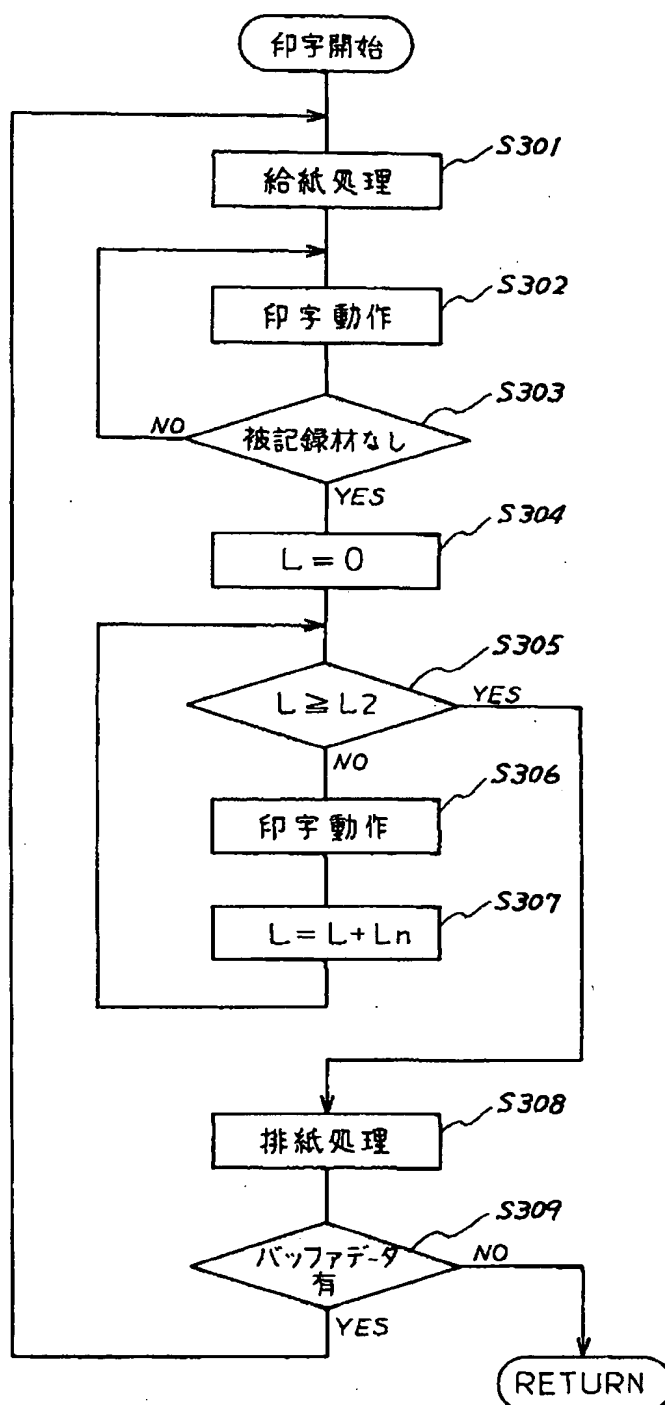 印字開始
S301
給紙処理
S302
印字動作
S303
NO
被記録材なし
YES
S304
L=0
S305
L≧L2
YES
NO
S306
印字動作
S307
L=L+Ln
S308
排紙処理
S309
バッファデータ
有
NO
YES
RETURN